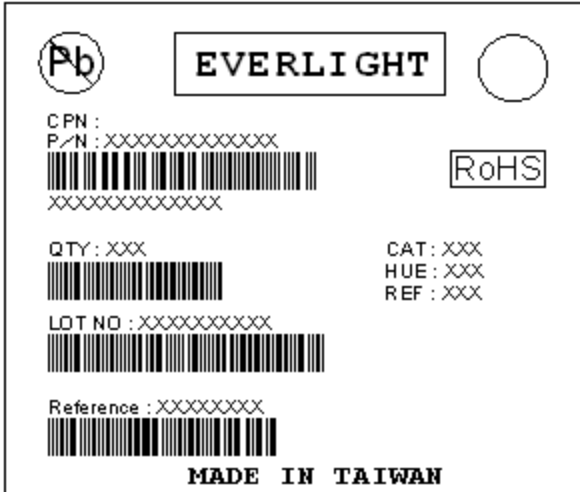 Pb
EVERLIGHT
CPN :
P/N : XXXXXXXXXXXXX
RoHS
XXXXXXXXXXXXX
QTY : XXX
CAT : XXX
HUE : XXX
REF : XXX
LOT NO : XXXXXXXXXX
Reference : XXXXXXXX
MADE IN TAIWAN